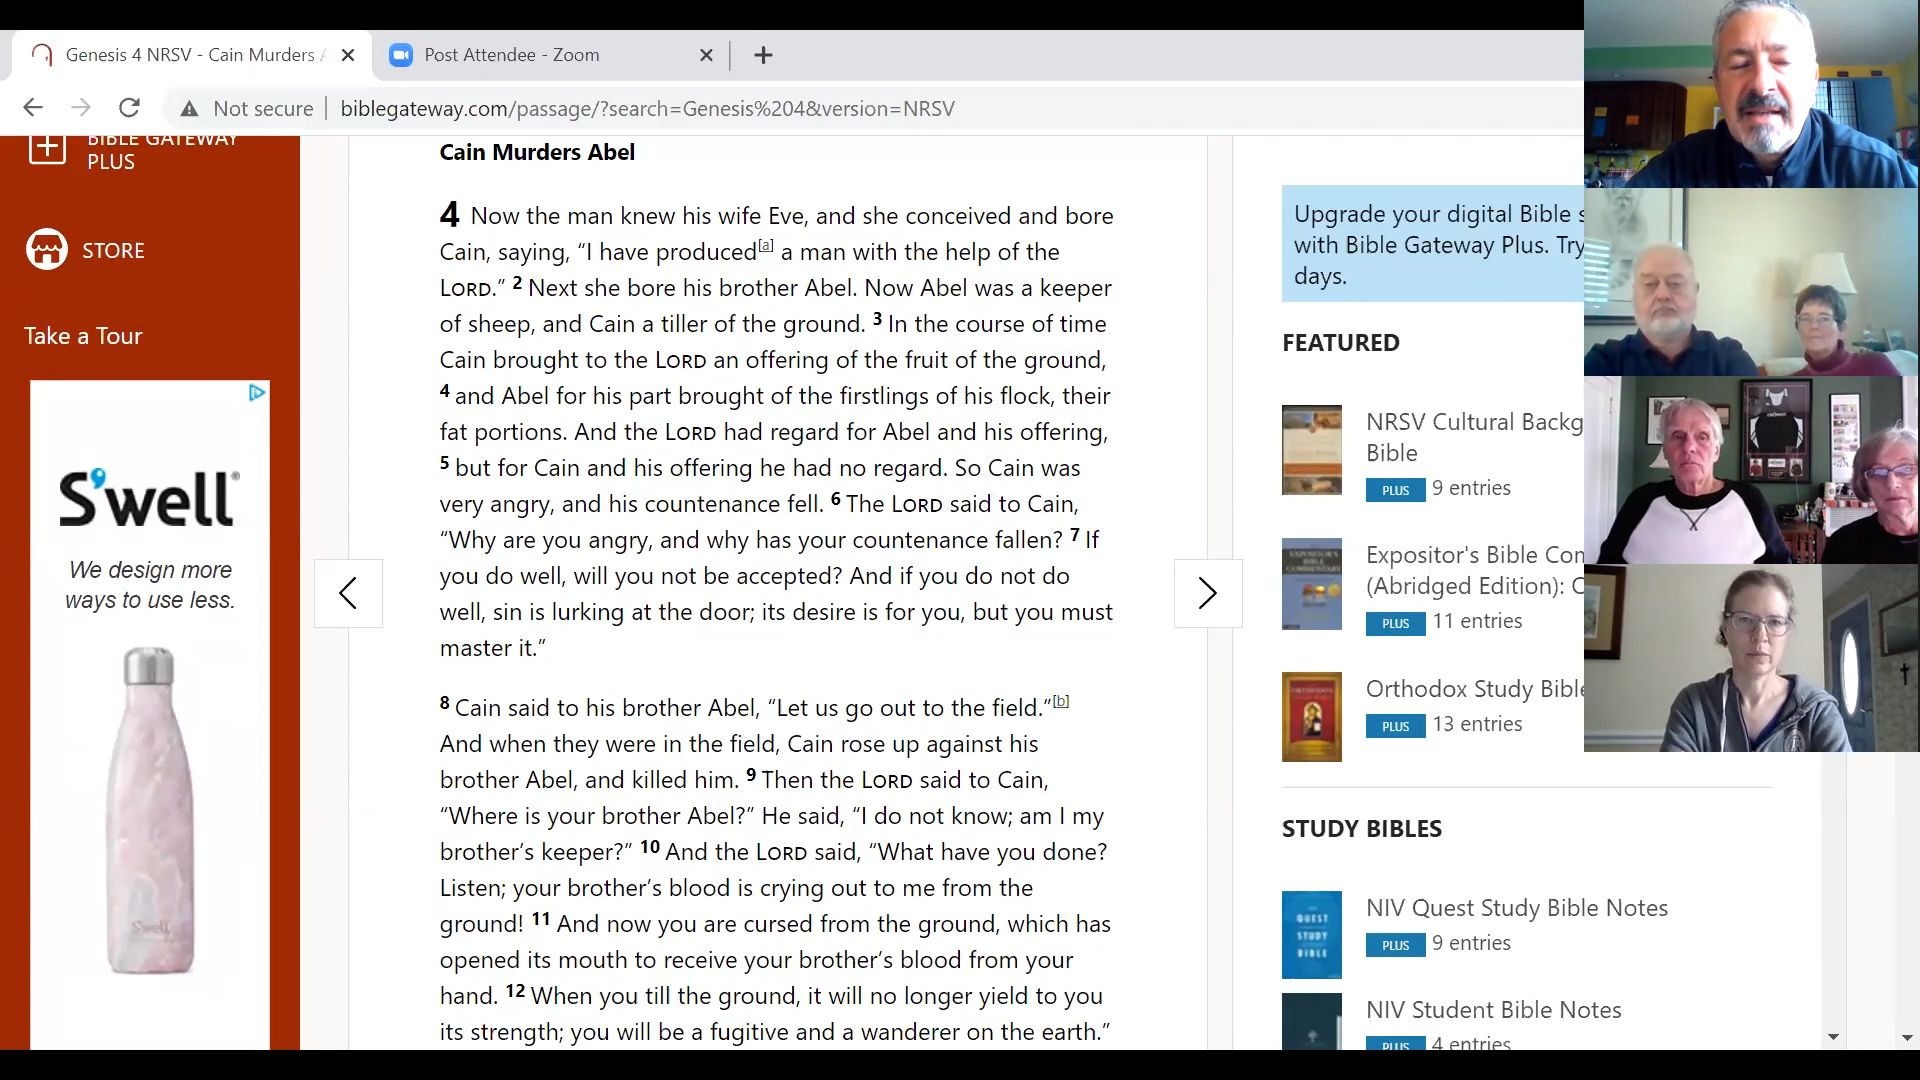 Genesis 4 NRSV - Cain Murders
Post Attendee - Zoom
Not secure
biblegateway.com/passage/?search=Genesis%204&version=NRSV
BIBLE GATEWAY
PLUS
STORE
Take a Tour
S'well®
We design more
ways to use less.
S'well
Cain Murders Abel
4 Now the man knew his wife Eve, and she conceived and bore
Cain, saying, “I have produced[a] a man with the help of the
LORD.” 2 Next she bore his brother Abel. Now Abel was a keeper
of sheep, and Cain a tiller of the ground. 3 In the course of time
Cain brought to the LORD an offering of the fruit of the ground,
4 and Abel for his part brought of the firstlings of his flock, their
fat portions. And the LORD had regard for Abel and his offering,
5 but for Cain and his offering he had no regard. So Cain was
very angry, and his countenance fell. 6 The LORD said to Cain,
“Why are you angry, and why has your countenance fallen? 7 If
you do well, will you not be accepted? And if you do not do
well, sin is lurking at the door; its desire is for you, but you must
master it.”
8 Cain said to his brother Abel, “Let us go out to the field.”[b]
And when they were in the field, Cain rose up against his
brother Abel, and killed him. 9 Then the LORD said to Cain,
“Where is your brother Abel?” He said, “I do not know; am I my
brother’s keeper?” 10 And the LORD said, “What have you done?
Listen; your brother’s blood is crying out to me from the
ground! 11 And now you are cursed from the ground, which has
opened its mouth to receive your brother’s blood from your
hand. 12 When you till the ground, it will no longer yield to you
its strength; you will be a fugitive and a wanderer on the earth.”
Upgrade your digital Bible
with Bible Gateway Plus. Try
days.
FEATURED
NRSV Cultural
Bible
PLUS 9 entries
Expositor's Bible
(Abridged Edition):
PLUS 11 entries
Orthodox Study Bible
PLUS 13 entries
STUDY BIBLES
QUEST
STUDY
BIBLE
NIV Quest Study Bible Notes
PLUS 9 entries
NIV Student Bible Notes
PLUS 4 entries